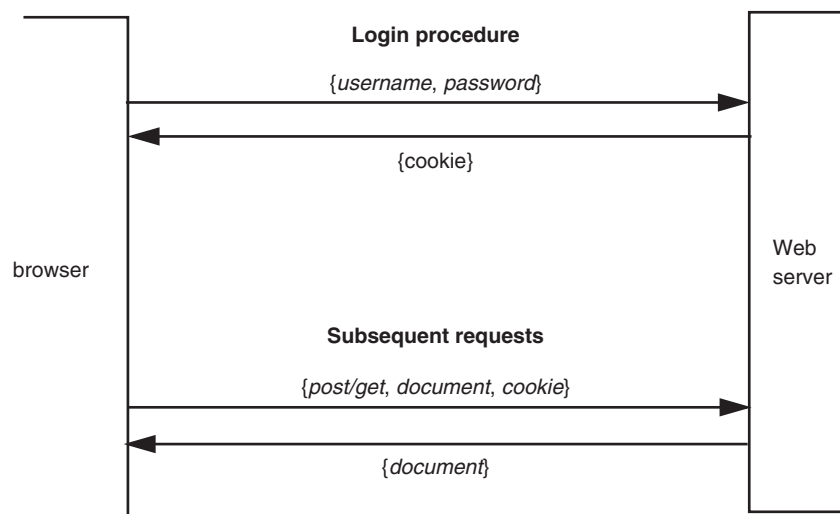 Login procedure
{username, password}
{cookie}
browser
Web
server
Subsequent requests
{post/get, document, cookie}
{document}